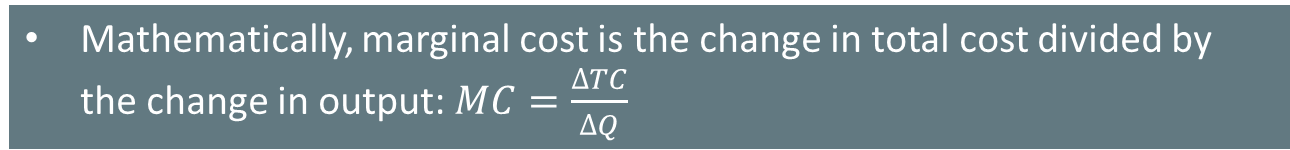 • Mathematically, marginal cost is the change in total cost divided by
the change in output: 𝑀𝐶 = Δ𝑇𝐶/Δ𝑄